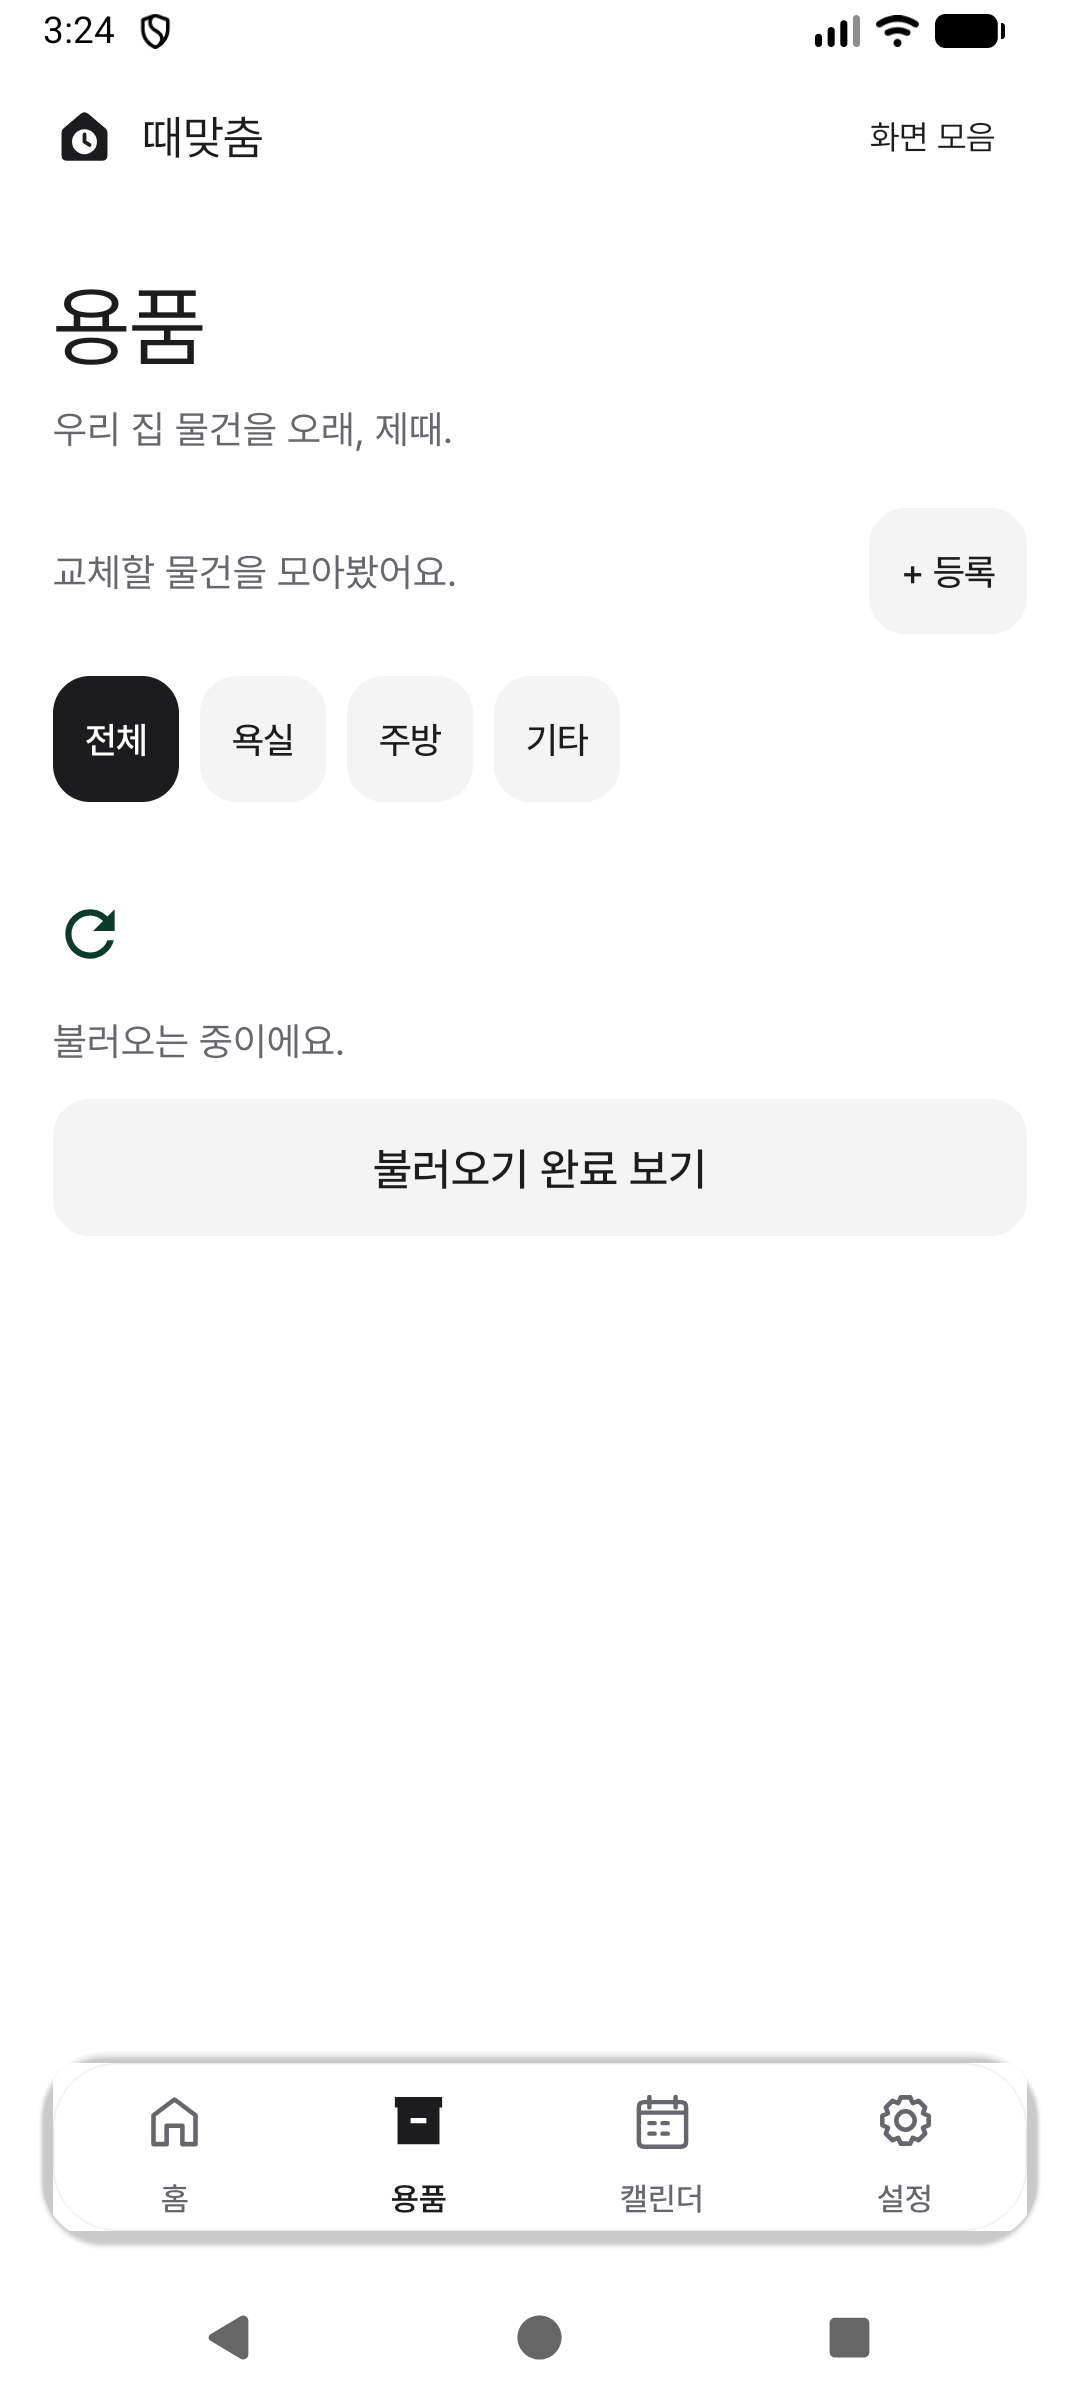 3:24
때맞춤
화면 모음
용품
우리 집 물건을 오래, 제때.
교체할 물건을 모아봤어요.
+ 등록
전체
욕실
주방
기타
불러오는 중이에요.
불러오기 완료 보기
홈
용품
캘린더
설정